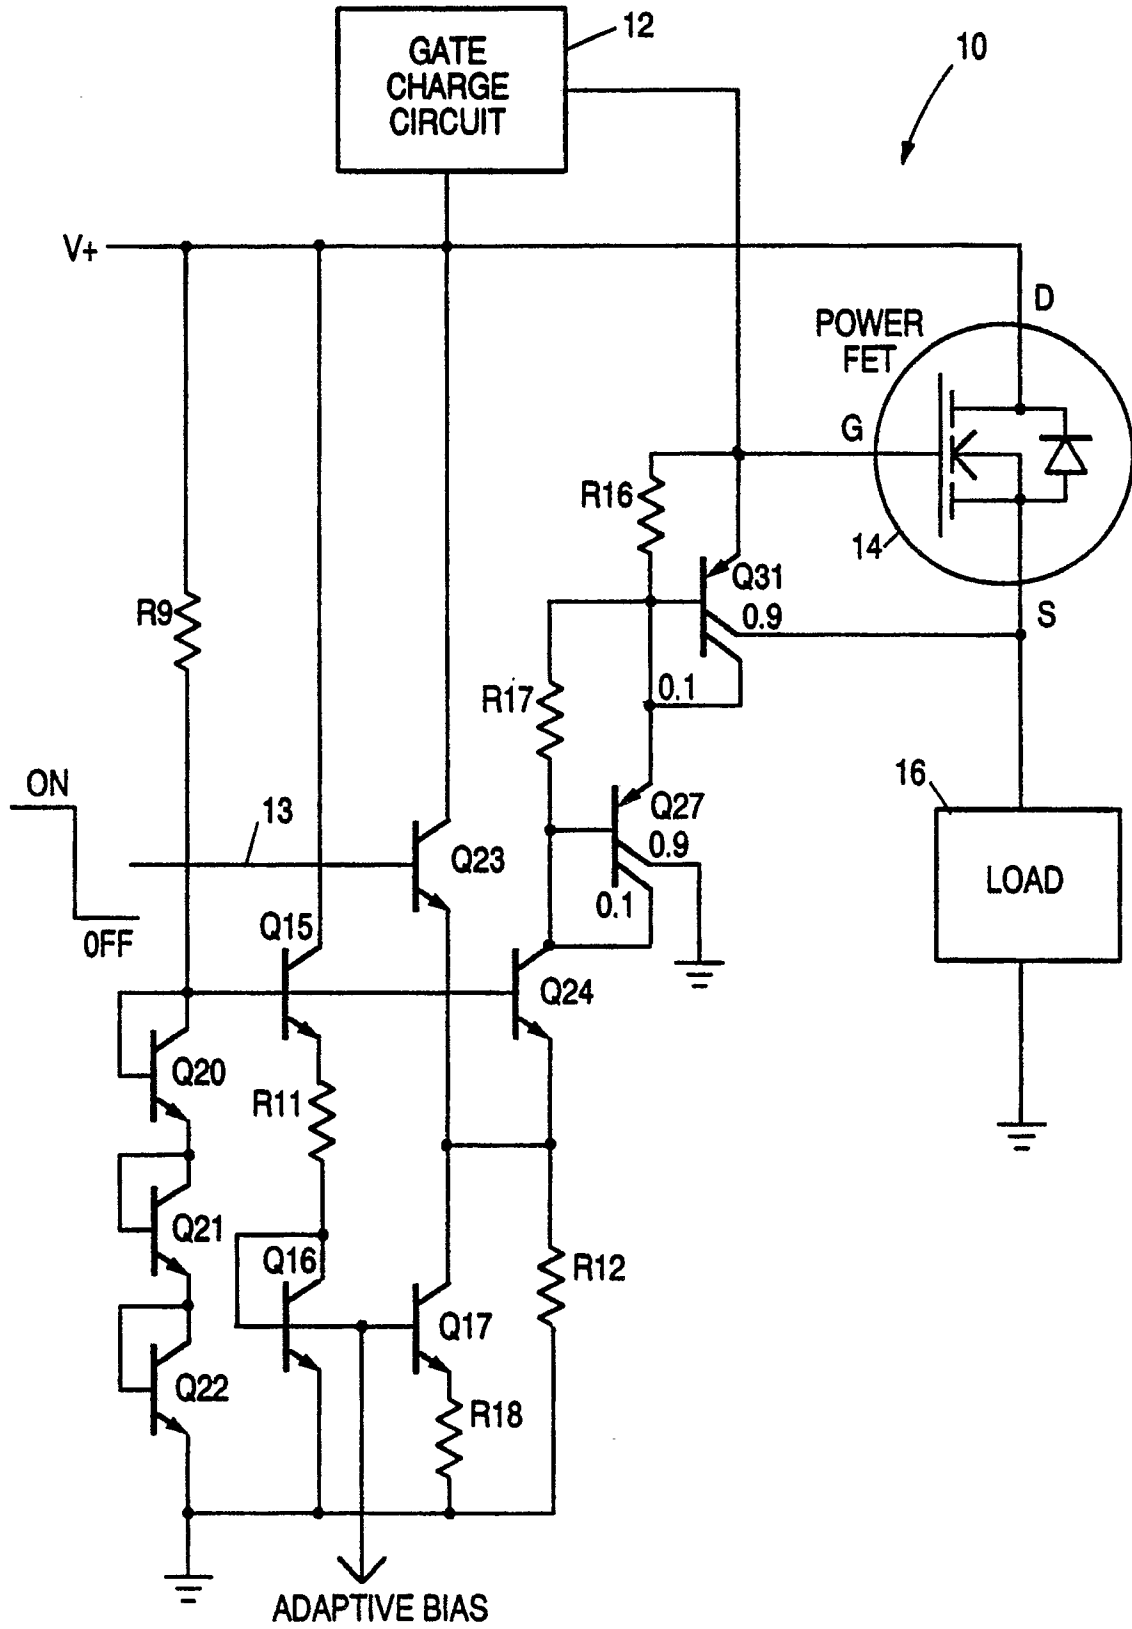 12
GATE
CHARGE
CIRCUIT
10
V+
D
POWER
FET
G
R16
14
Q31
0.9
S
R9
0.1
R17
ON
13
Q27
16
Q23
0.9
LOAD
0.1
OFF
Q15
Q24
Q20
R11
Q21
Q16
R12
Q17
Q22
R18
ADAPTIVE BIAS